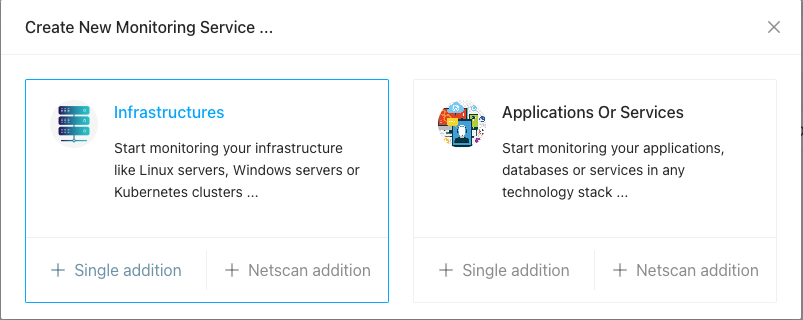 Create New Monitoring Service ...
Infrastructures
Start monitoring your infrastructure
like Linux servers, Windows servers or
Kubernetes clusters ...
+ Single addition
+ Netscan addition
Applications Or Services
Start monitoring your applications,
databases or services in any
technology stack ...
+ Single addition
+ Netscan addition